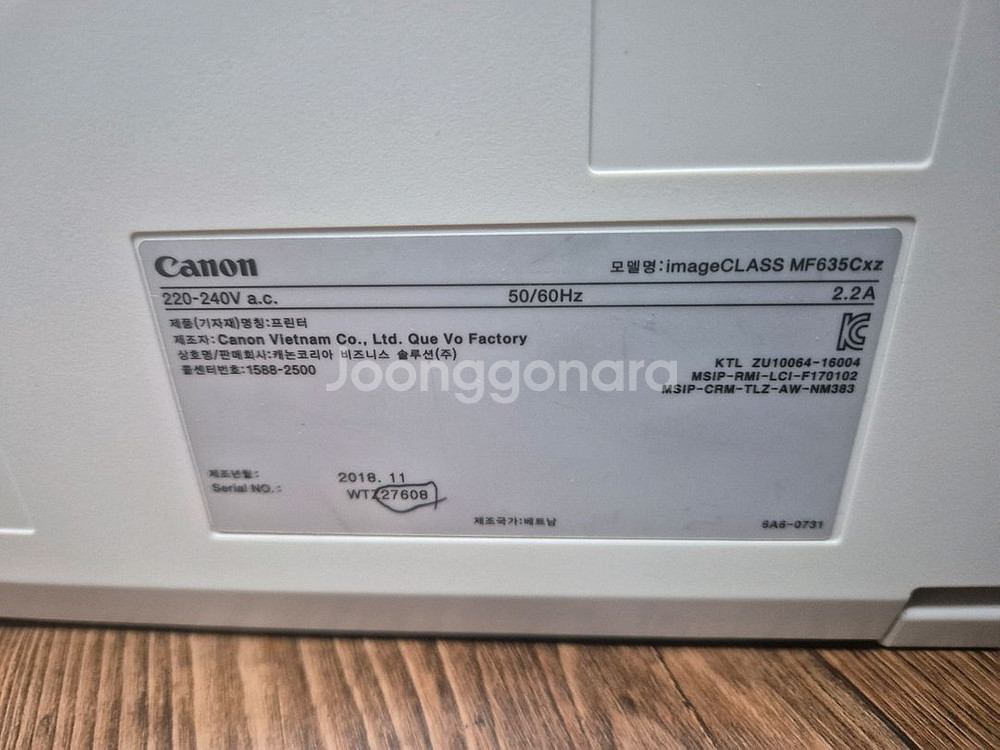 Canon
모델명:imageCLASS MF635Cxz
220-240V a.c. 50/60Hz 2.2A
제품(기자재)명칭:프린터
제조자:Canon Vietnam Co., Ltd. Que Vo Factory
상호명/판매회사:캐논코리아 비즈니스 솔루션(주)
콜센터번호:1588-2500
KTL ZU10064-16004
MSIP-RMI-LCI-F170102
MSIP-CRM-TLZ-AW-NM383
Joonggonara
제조년월: 2018. 11
Serial NO.: WTZ27608
제조국가:베트남
6A6-0731